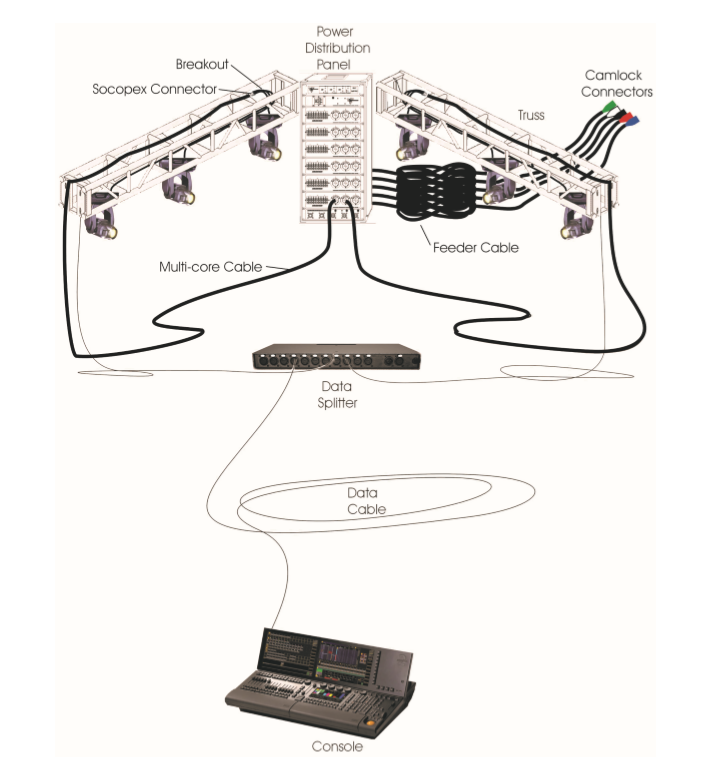 Power
Distribution
Panel
Breakout
Socopex Connector
Camlock
Connectors
Truss
Feeder Cable
Multi-core Cable
Data
Splitter
Data
Cable
Console